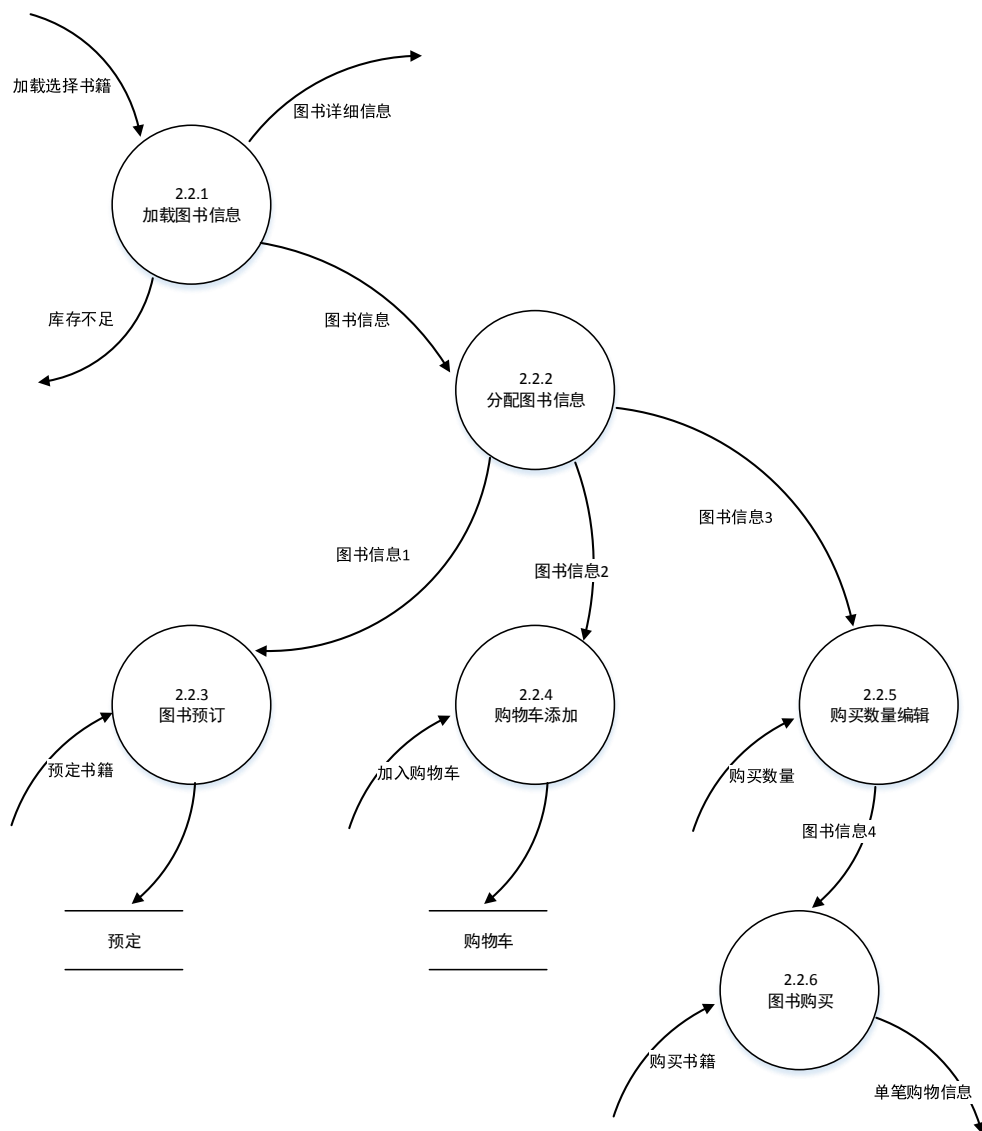 加载选择书籍
图书详细信息
2.2.1
加载图书信息
库存不足
图书信息
2.2.2
分配图书信息
图书信息3
图书信息1
图书信息2
2.2.3
图书预订
2.2.4
购物车添加
2.2.5
购买数量编辑
预定书籍
加入购物车
购买数量
图书信息4
预定
购物车
2.2.6
图书购买
购买书籍
单笔购物信息